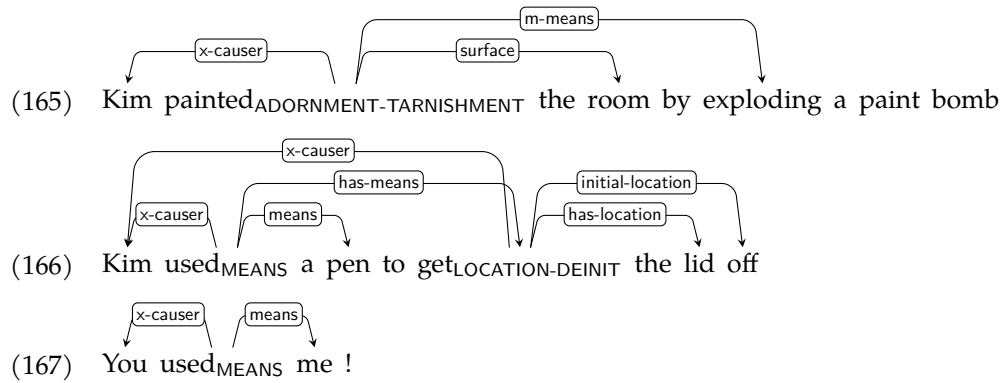 m-means
x-causer surface
(165) Kim painted ADORNMENT-TARNISHMENT the room by exploding a paint bomb
x-causer
has-means initial-location
x-causer means has-location
(166) Kim used MEANS a pen to get LOCATION-DEINIT the lid off
x-causer means
(167) You used MEANS me !